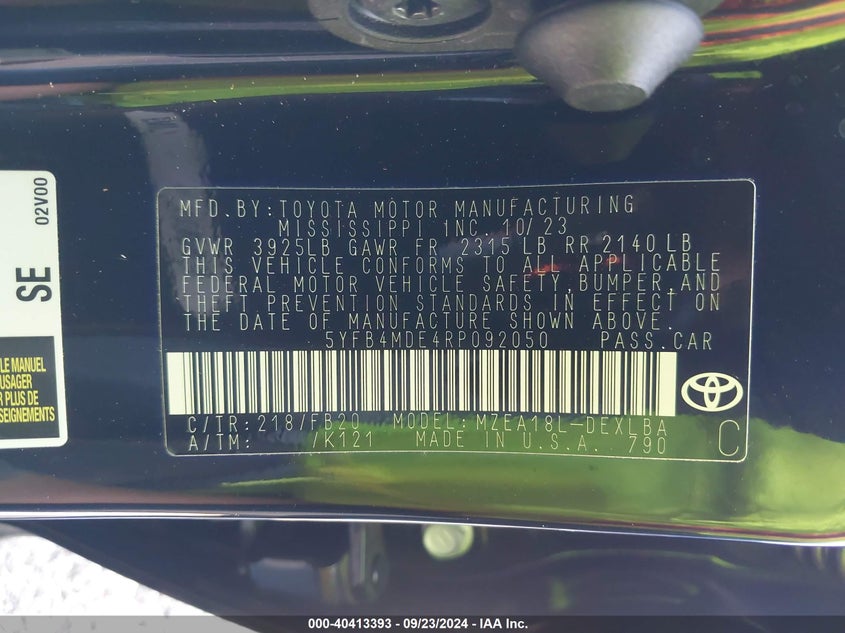 02V00
SE
LE MANUEL
USAGER
R PLUS DE
SEIGNEMENTS
MFD. BY: TOYOTA MOTOR MANUFACTURING
MISSISSIPPI INC. 10/23
GVWR 3925LB GAWR FR 2315 LB RR 2140 LB
THIS VEHICLE CONFORMS TO ALL APPLICABLE
FEDERAL MOTOR VEHICLE SAFETY, BUMPER, AND
THEFT PREVENTION STANDARDS IN EFFECT ON
THE DATE OF MANUFACTURE SHOWN ABOVE.
5YFB4MDE4RP092050 PASS. CAR
C/TR: 218/FB20 MODEL: MZEA18L-DEXLBA
A/TM: /K121 MADE IN U.S.A. 790 C
000-40413393 - 09/23/2024 - IAA Inc.